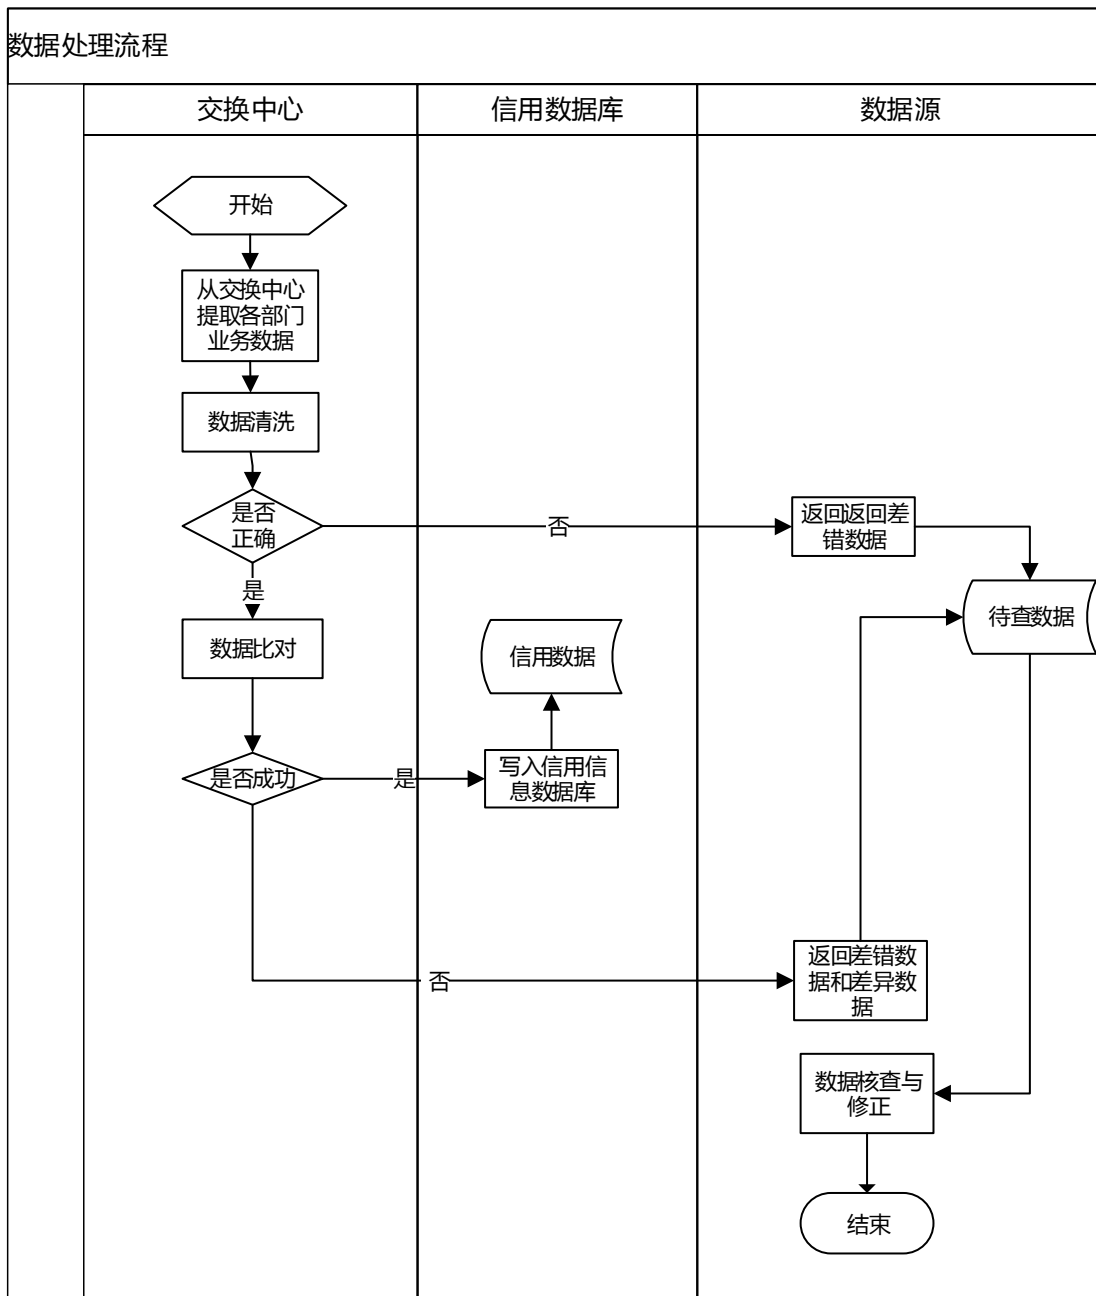 数据处理流程
交换中心
信用数据库
数据源
开始
从交换中心
提取各部门
业务数据
数据清洗
是否
正确
否
返回返回差
错数据
是
待查数据
数据比对
信用数据
是否成功
是
写入信用信
息数据库
否
返回差错数
据和差异数
据
数据核查与
修正
结束